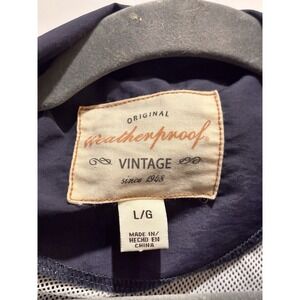 ORIGINAL
Weatherproof
VINTAGE
since 1948
L/G
MADE IN/
HECHO EN
CHINA